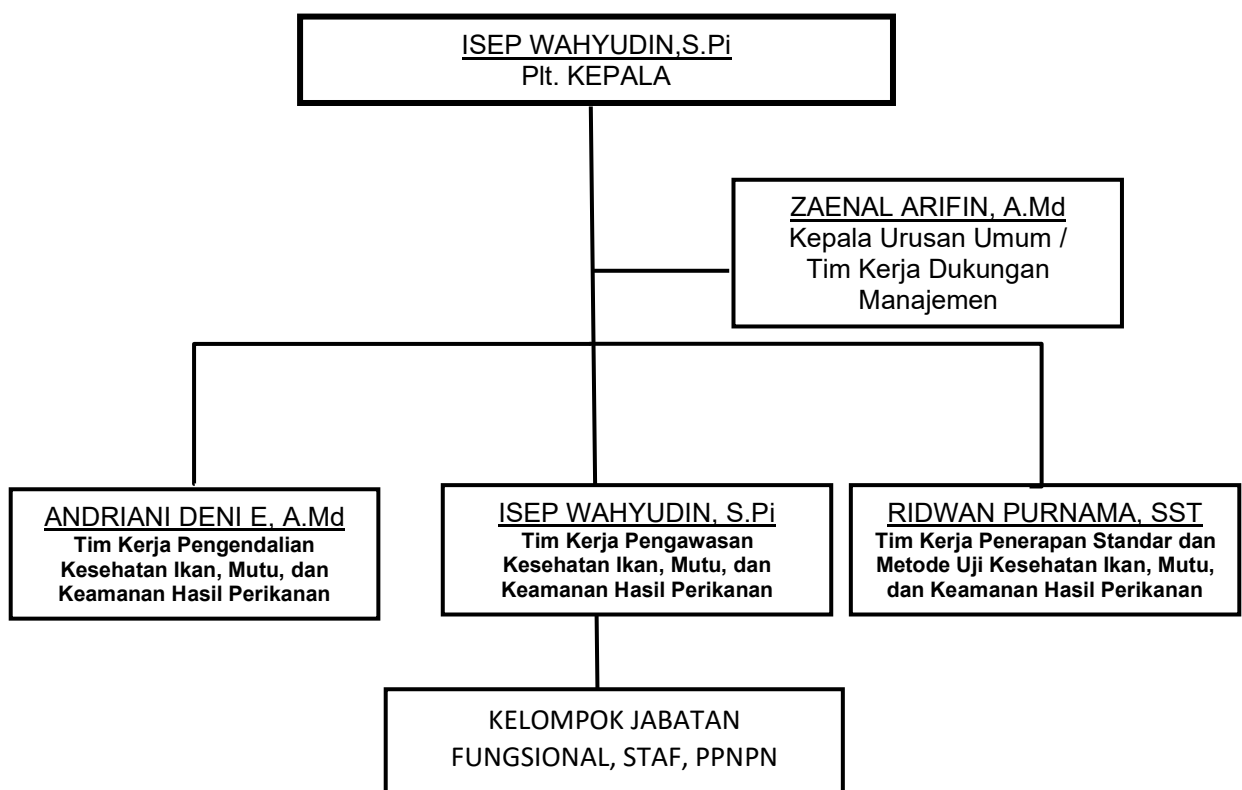 ISEP WAHYUDIN,S.Pi
Plt. KEPALA
ZAENAL ARIFIN, A.Md
Kepala Urusan Umum /
Tim Kerja Dukungan
Manajemen
ANDRIANI DENI E, A.Md
Tim Kerja Pengendalian
Kesehatan Ikan, Mutu, dan
Keamanan Hasil Perikanan
ISEP WAHYUDIN, S.Pi
Tim Kerja Pengawasan
Kesehatan Ikan, Mutu, dan
Keamanan Hasil Perikanan
RIDWAN PURNAMA, SST
Tim Kerja Penerapan Standar dan
Metode Uji Kesehatan Ikan, Mutu,
dan Keamanan Hasil Perikanan
KELOMPOK JABATAN
FUNGSIONAL, STAF, PPNPN